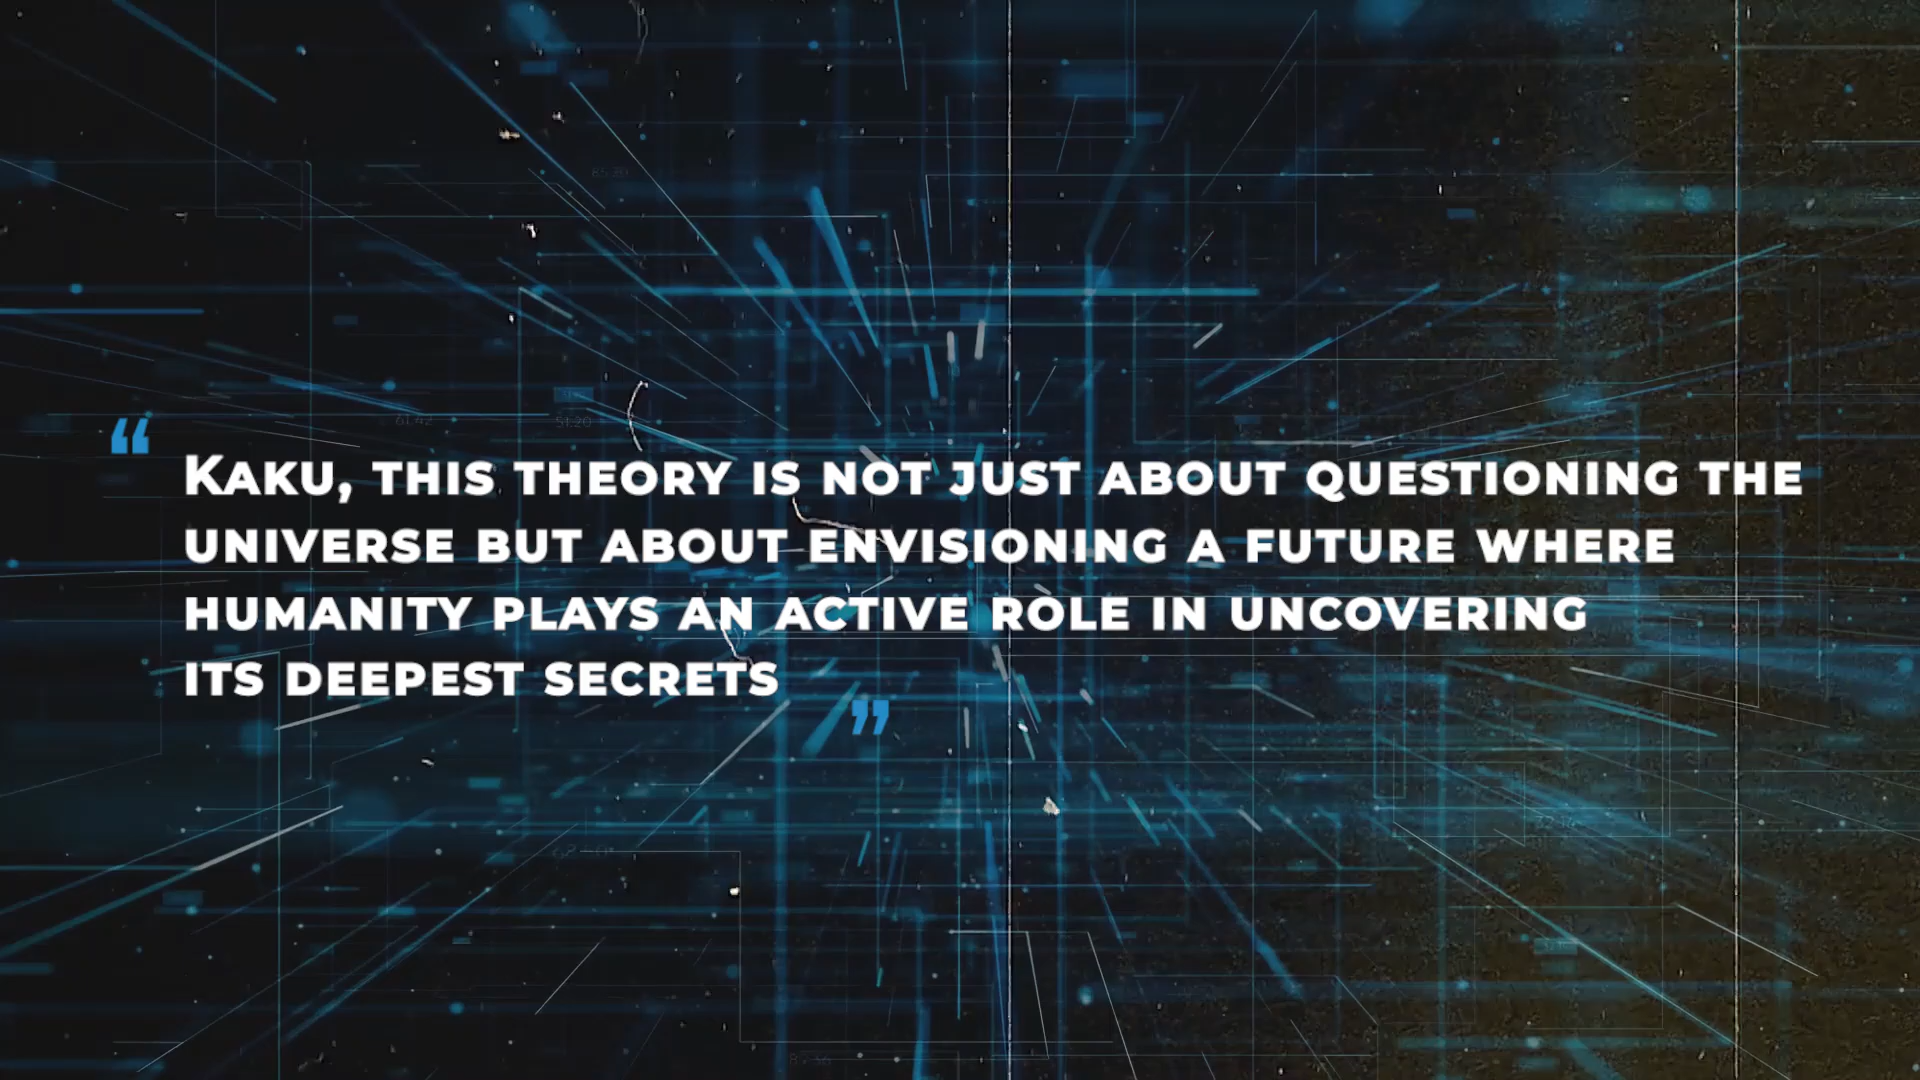 “Kaku, this theory is not just about questioning the
universe but about envisioning a future where
humanity plays an active role in uncovering
its deepest secrets”